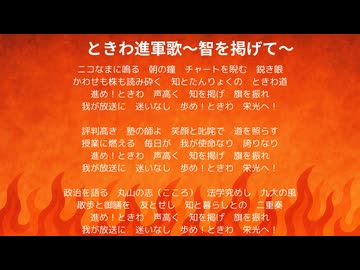 ときわ進軍歌～智を掲げて～
ニコなまに鳴る　朝の鐘　チャートを睨む　鋭き眼
かわせも株も読み砕く　知とたんりょくの　ときわ道
進め！ときわ　声高く　知を掲げ　旗を振れ
我が放送に　迷いなし　歩め！ときわ　栄光へ！
評判高き　塾の師よ　笑顔と叱咤で　道を照らす
授業に燃える　毎日が　我が使命なり　誇りなり
進め！ときわ　声高く　知を掲げ　旗を振れ
我が放送に　迷いなし　歩め！ときわ　栄光へ！
政治を語る　丸山の志（こころ）　法学究めし　九大の風
散歩と御膳を　友とせし　知と暮らしとの　二重奏
進め！ときわ　声高く　知を掲げ　旗を振れ
我が放送に　迷いなし　歩め！ときわ　栄光へ！